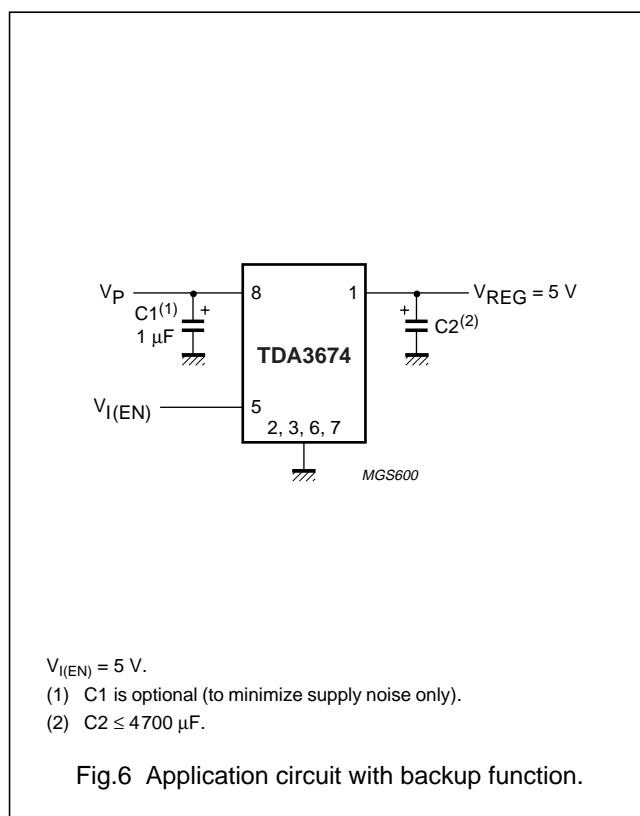 V_P
8
1
V_REG = 5 V
C1(1)
+
1 µF
+
C2(2)
TDA3674
V_I(EN)
5
2, 3, 6, 7
MGS600
V_I(EN) = 5 V.
(1) C1 is optional (to minimize supply noise only).
(2) C2 ≤ 4700 µF.
Fig.6 Application circuit with backup function.